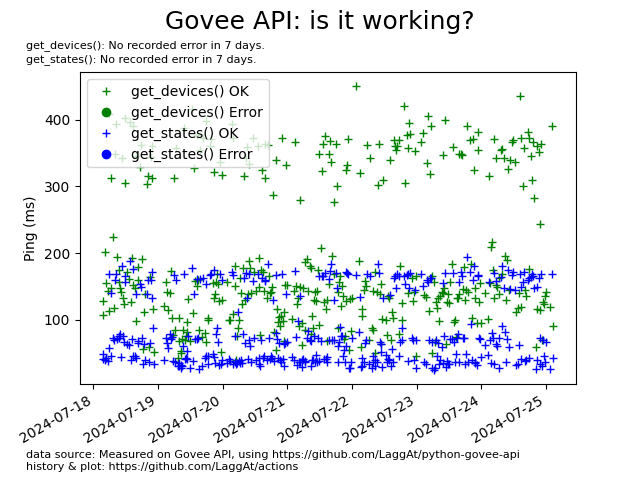 Govee API: is it working?
get_devices(): No recorded error in 7 days.
get_states(): No recorded error in 7 days.
get_devices() OK
get_devices() Error
get_states() OK
get_states() Error
Ping (ms)
400
300
200
100
2024-07-18
2024-07-19
2024-07-20
2024-07-21
2024-07-22
2024-07-23
2024-07-24
2024-07-25
data source: Measured on Govee API, using https://github.com/LaggAt/python-govee-api
history & plot: https://github.com/LaggAt/actions